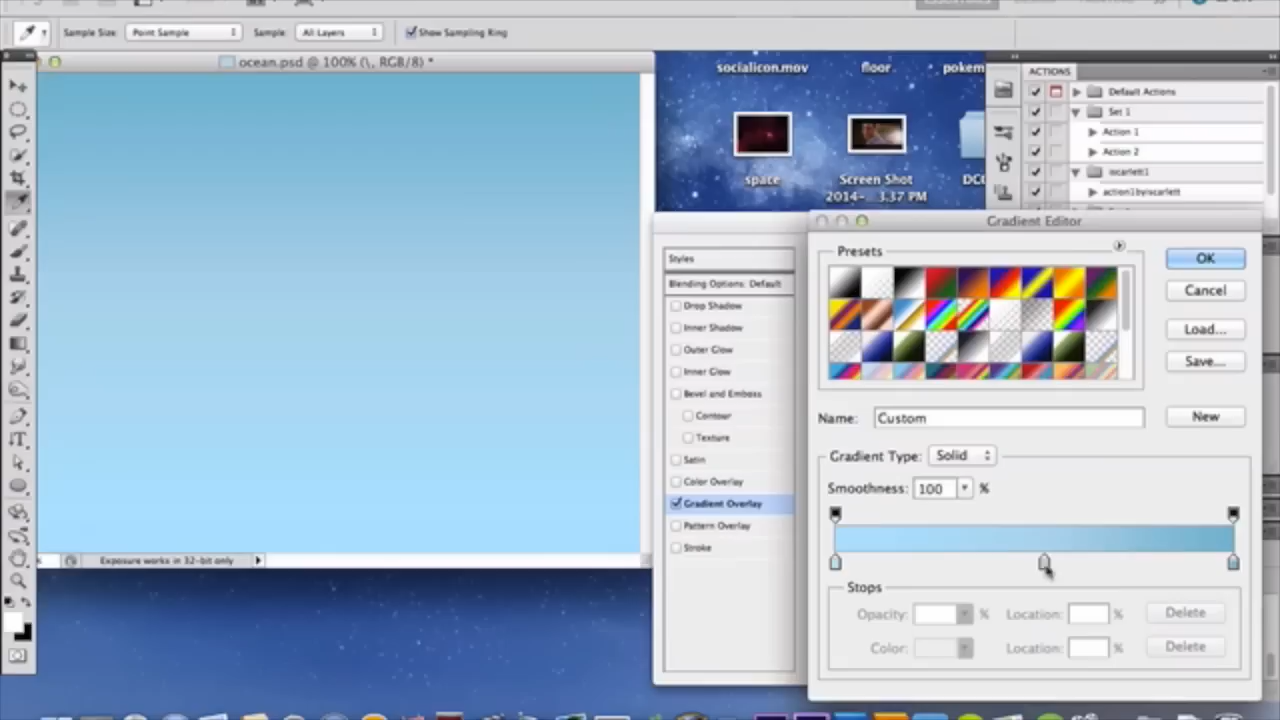 Sample Size: Point Sample Sample: All Layers Show Sampling Ring
ocean.psd @ 100% (\, RGB/8) *
socialicon.mov floor pokem
space Screen Shot DC
2014-... 3.37 PM
ACTIONS
Default Actions
Set 1
Action 1
Action 2
iscarlett1
action1byiscarlett
Gradient Editor
Styles
Blending Options: Default
Drop Shadow
Inner Shadow
Outer Glow
Inner Glow
Bevel and Emboss
Contour
Texture
Satin
Color Overlay
Gradient Overlay
Pattern Overlay
Stroke
Presets
OK
Cancel
Load...
Save...
Name: Custom New
Gradient Type: Solid
Smoothness: 100 %
Stops
Opacity: % Location: % Delete
Color: Location: % Delete
Exposure works in 32-bit only